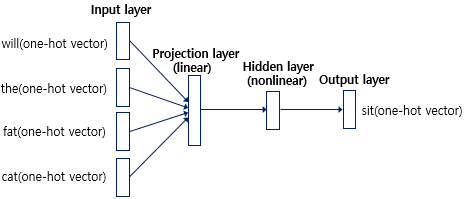 Input layer
will(one-hot vector)
Projection layer
(linear)
Hidden layer
(nonlinear)
Output layer
the(one-hot vector)
sit(one-hot vector)
fat(one-hot vector)
cat(one-hot vector)